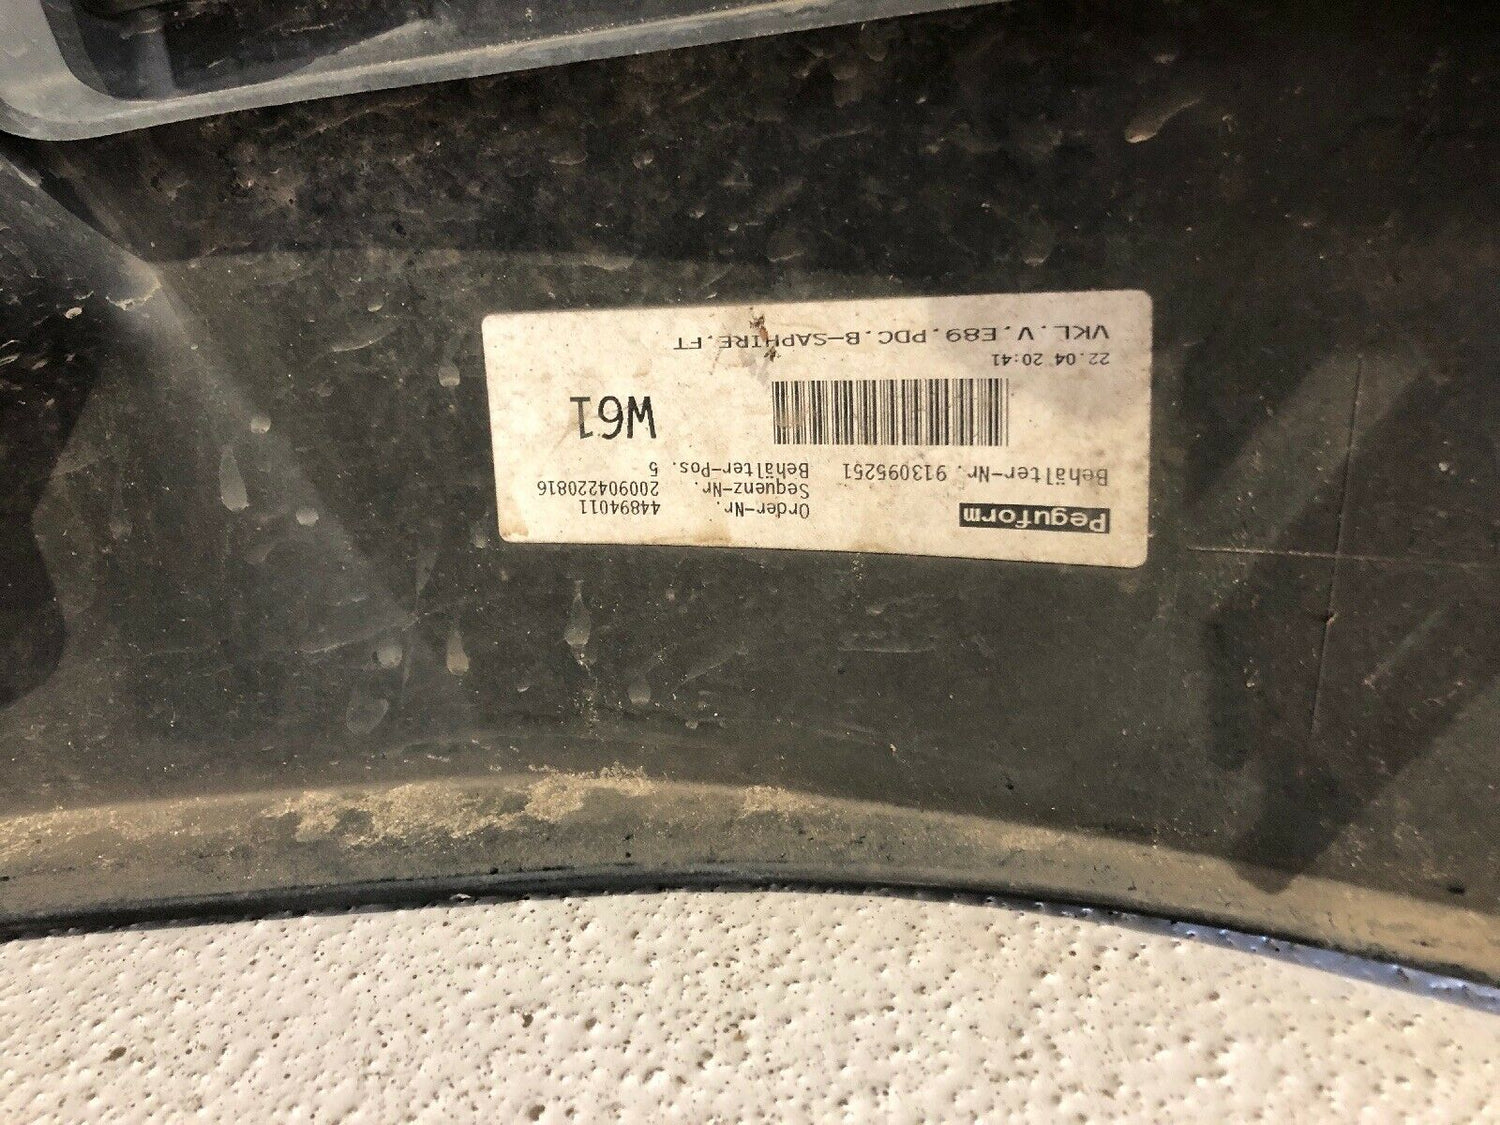 Peguform
Order-Nr. 44894011
Sequenz-Nr. 200904220816
Behälter-Nr. 913095251 Behälter-Pos. 5
W61
22.04 20:41
VKL.V.E89.PDC.B-SAPHIRE.FT